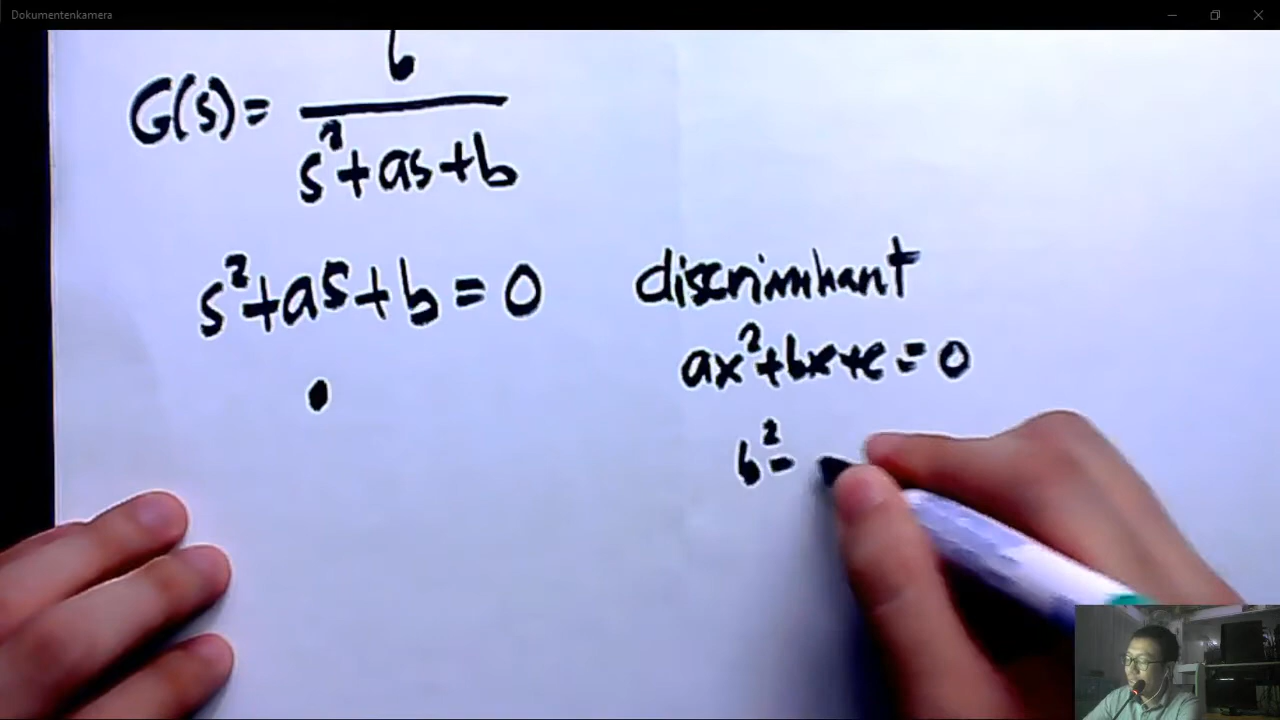 Dokumentenkamera
G(s) = b / (s² + as + b)
s² + as + b = 0
discriminant
ax² + bx + c = 0
b² -